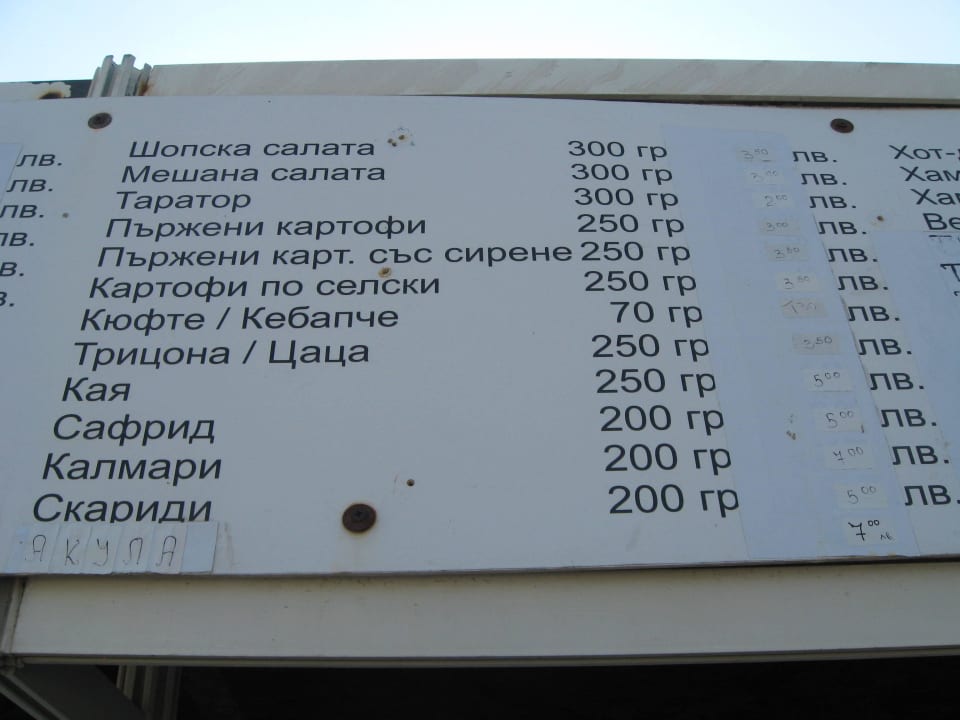 лв. Шопска салата 300 гр 3 50 лв. Хот-
лв. Мешана салата 300 гр 3 00 лв.
лв. Таратор 300 гр 2 00 лв.
лв. Пържени картофи 250 гр 3 00 лв.
в. Пържени карт. със сирене 250 гр 3 50 лв.
Картофи по селски 250 гр 3 50 лв.
Кюфте / Кебапче 70 гр лв.
Трицона / Цаца 250 гр 3 50 лв.
Кая 250 гр 5 00 лв.
Сафрид 200 гр 5 00 лв.
Калмари 200 гр 7 00 лв.
Скариди 200 гр 5 00 лв.
АКУЛА 7 00 лв